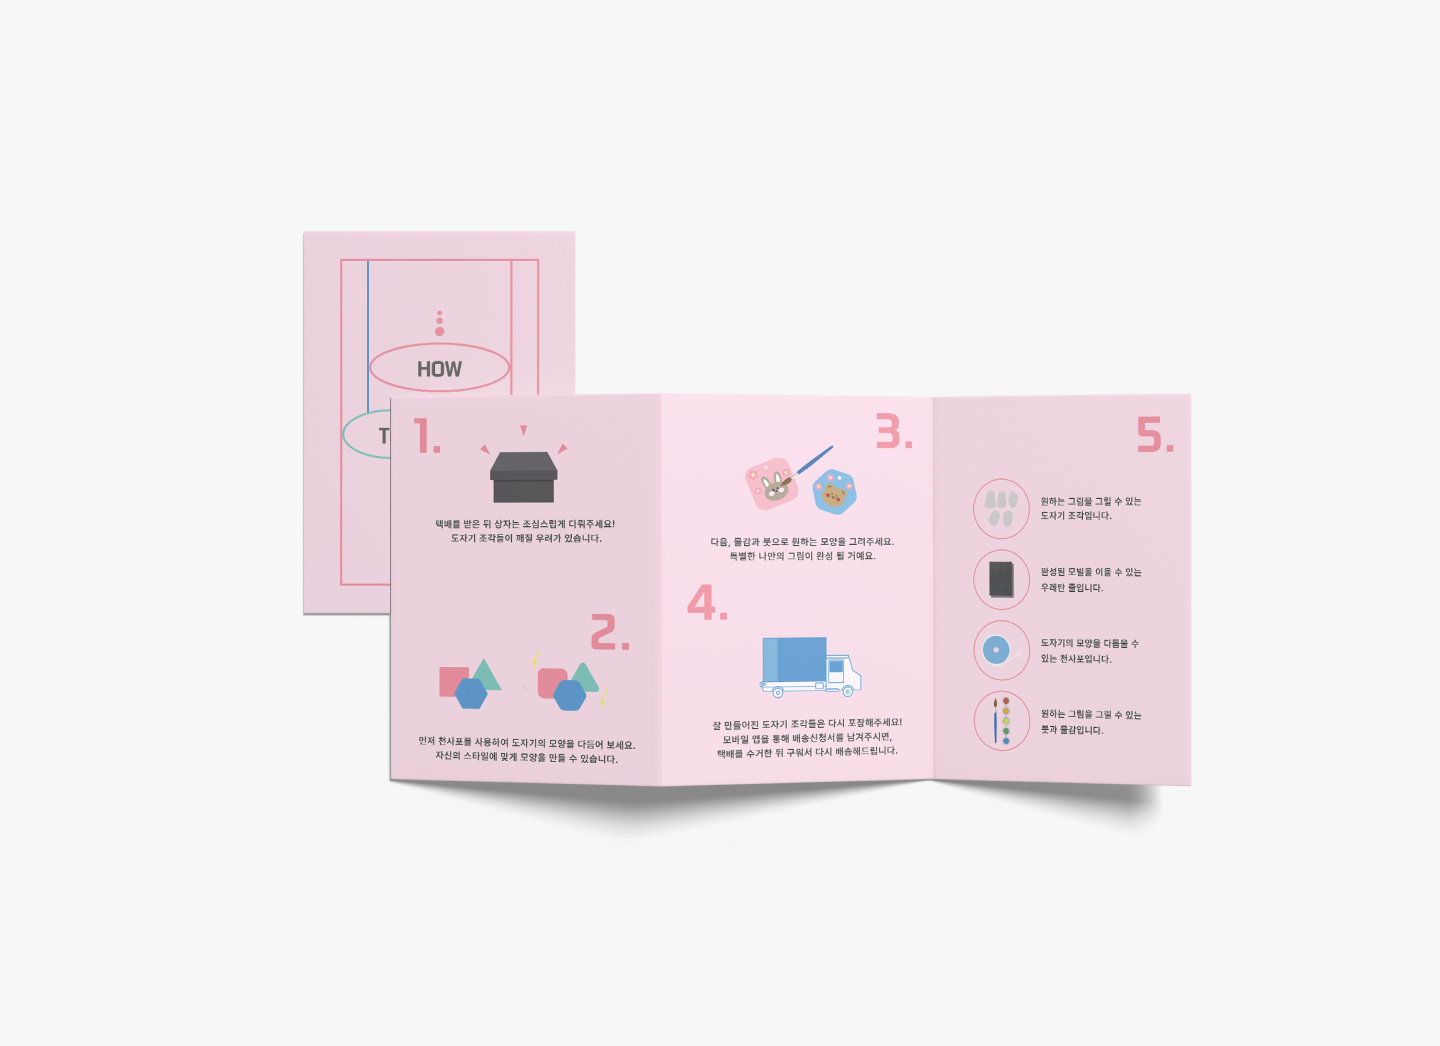 HOW
T
1.
택배를 받은 뒤 상자는 조심스럽게 다뤄주세요!
도자기 조각들이 깨질 우려가 있습니다.
2.
먼저 천사포를 사용하여 도자기의 모양을 다듬어 보세요.
자신의 스타일에 맞게 모양을 만들 수 있습니다.
3.
다음, 물감과 붓으로 원하는 모양을 그려주세요.
특별한 나만의 그림이 완성 될 거예요.
4.
잘 만들어진 도자기 조각들은 다시 포장해주세요!
모바일 앱을 통해 배송신청서를 남겨주시면,
택배를 수거한 뒤 구워서 다시 배송해드립니다.
5.
원하는 그림을 그릴 수 있는
도자기 조각입니다.
완성된 모빌을 이을 수 있는
우레탄 줄입니다.
도자기의 모양을 다듬을 수
있는 천사포입니다.
원하는 그림을 그릴 수 있는
붓과 물감입니다.